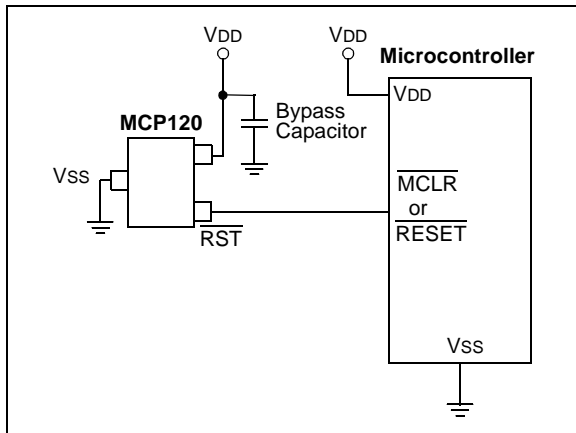 VDD
VDD
Microcontroller
VDD
Bypass
Capacitor
MCP120
VSS
MCLR
or
RESET
RST
VSS